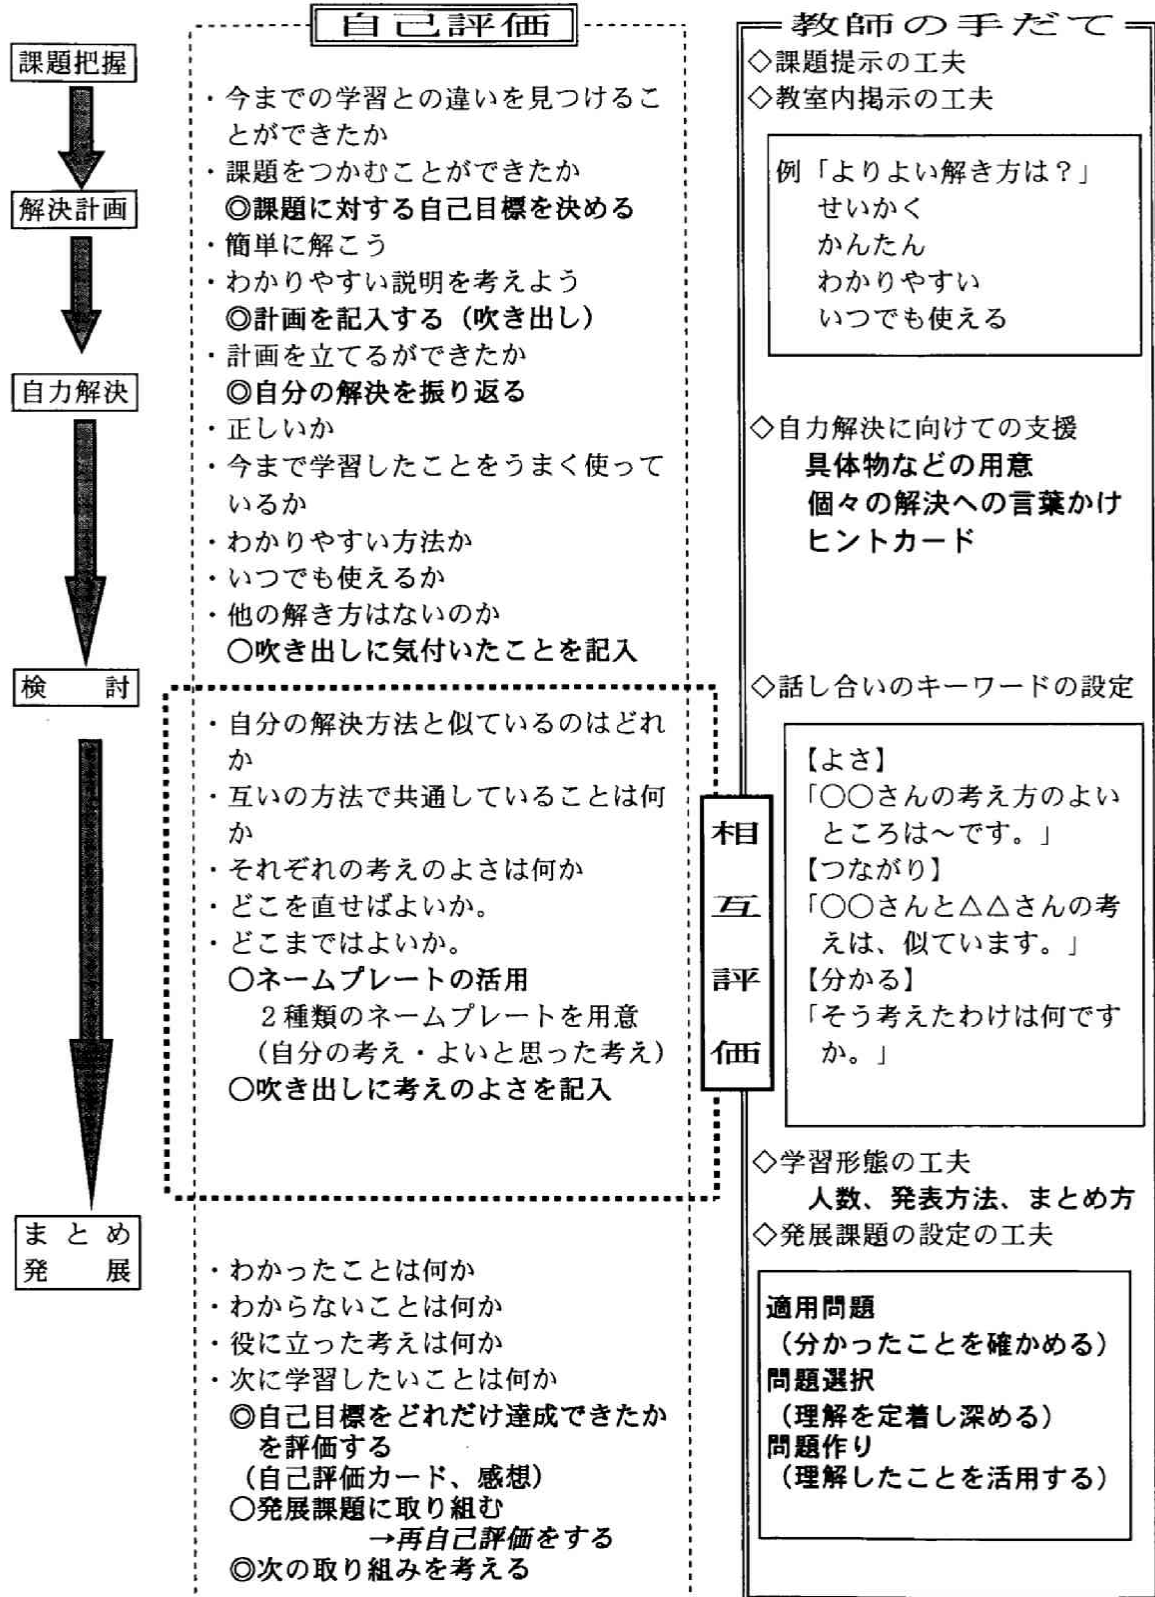 自己評価
教師の手だて
課題把握
解決計画
自力解決
検　　討
まとめ
発　　展
・今までの学習との違いを見つけるこ
とができたか
・課題をつかむことができたか
◎課題に対する自己目標を決める
・簡単に解こう
・わかりやすい説明を考えよう
◎計画を記入する（吹き出し）
・計画を立てるができたか
◎自分の解決を振り返る
・正しいか
・今まで学習したことをうまく使って
いるか
・わかりやすい方法か
・いつでも使えるか
・他の解き方はないのか
○吹き出しに気付いたことを記入
・自分の解決方法と似ているのはどれ
か
・互いの方法で共通していることは何
か
・それぞれの考えのよさは何か
・どこを直せばよいか。
・どこまではよいか。
○ネームプレートの活用
２種類のネームプレートを用意
（自分の考え・よいと思った考え）
○吹き出しに考えのよさを記入
・わかったことは何か
・わからないことは何か
・役に立った考えは何か
・次に学習したいことは何か
◎自己目標をどれだけ達成できたか
を評価する
（自己評価カード、感想）
○発展課題に取り組む
→再自己評価をする
◎次の取り組みを考える
相互評価
◇課題提示の工夫
◇教室内掲示の工夫
例「よりよい解き方は？」
せいかく
かんたん
わかりやすい
いつでも使える
◇自力解決に向けての支援
具体物などの用意
個々の解決への言葉かけ
ヒントカード
◇話し合いのキーワードの設定
【よさ】
「○○さんの考え方のよい
ところは～です。」
【つながり】
「○○さんと△△さんの考
えは、似ています。」
【分かる】
「そう考えたわけは何です
か。」
◇学習形態の工夫
人数、発表方法、まとめ方
◇発展課題の設定の工夫
適用問題
（分かったことを確かめる）
問題選択
（理解を定着し深める）
問題作り
（理解したことを活用する）